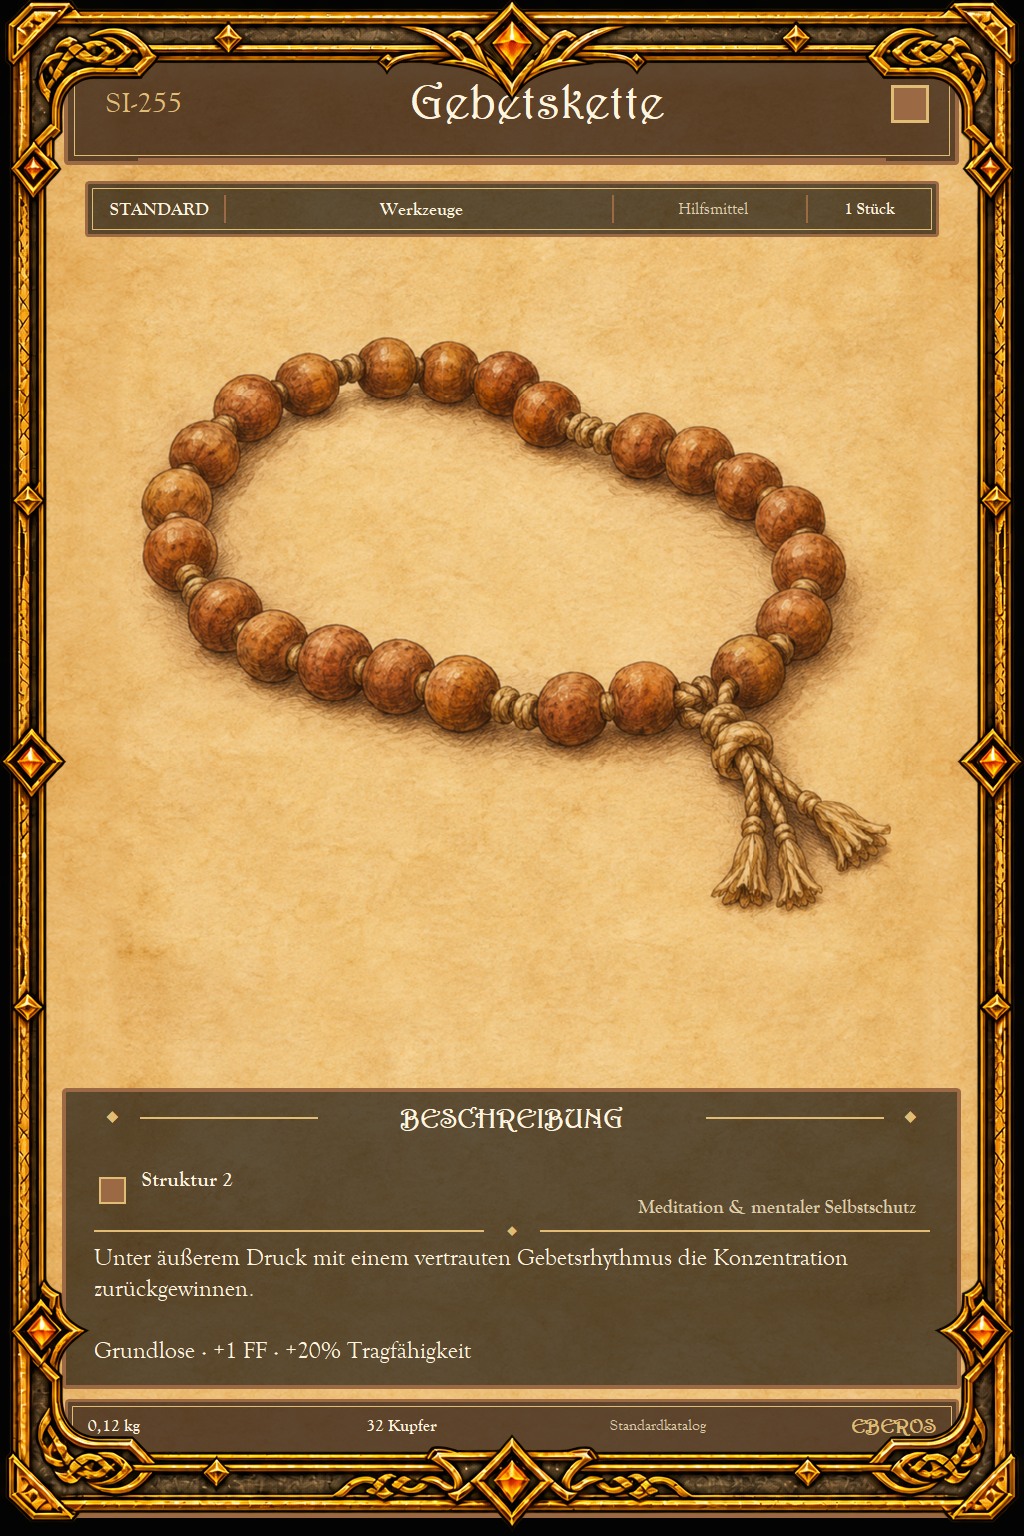 SI-255
Gebetskette
STANDARD
Werkzeuge
Hilfsmittel
1 Stück
BESCHREIBUNG
Struktur 2
Meditation & mentaler Selbstschutz
Unter äußerem Druck mit einem vertrauten Gebetsrhythmus die Konzentration
zurückgewinnen.
Grundlose · +1 FF · +20% Tragfähigkeit
0,12 kg
32 Kupfer
Standardkatalog
EBEROS